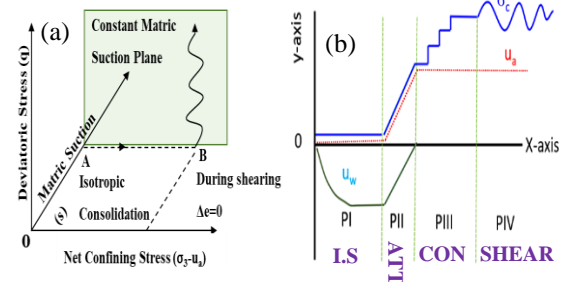 (a)
Constant Matric
Suction Plane
Deviatoric Stress (q)
Matric Suction
(s)
A
B
Isotropic
Consolidation
During shearing
Δe=0
0
Net Confining Stress (σ3-ua)
(b)
y-axis
σc
ua
0
X-axis
uw
PI
PII
PIII
PIV
I.S
ATT
CON
SHEAR